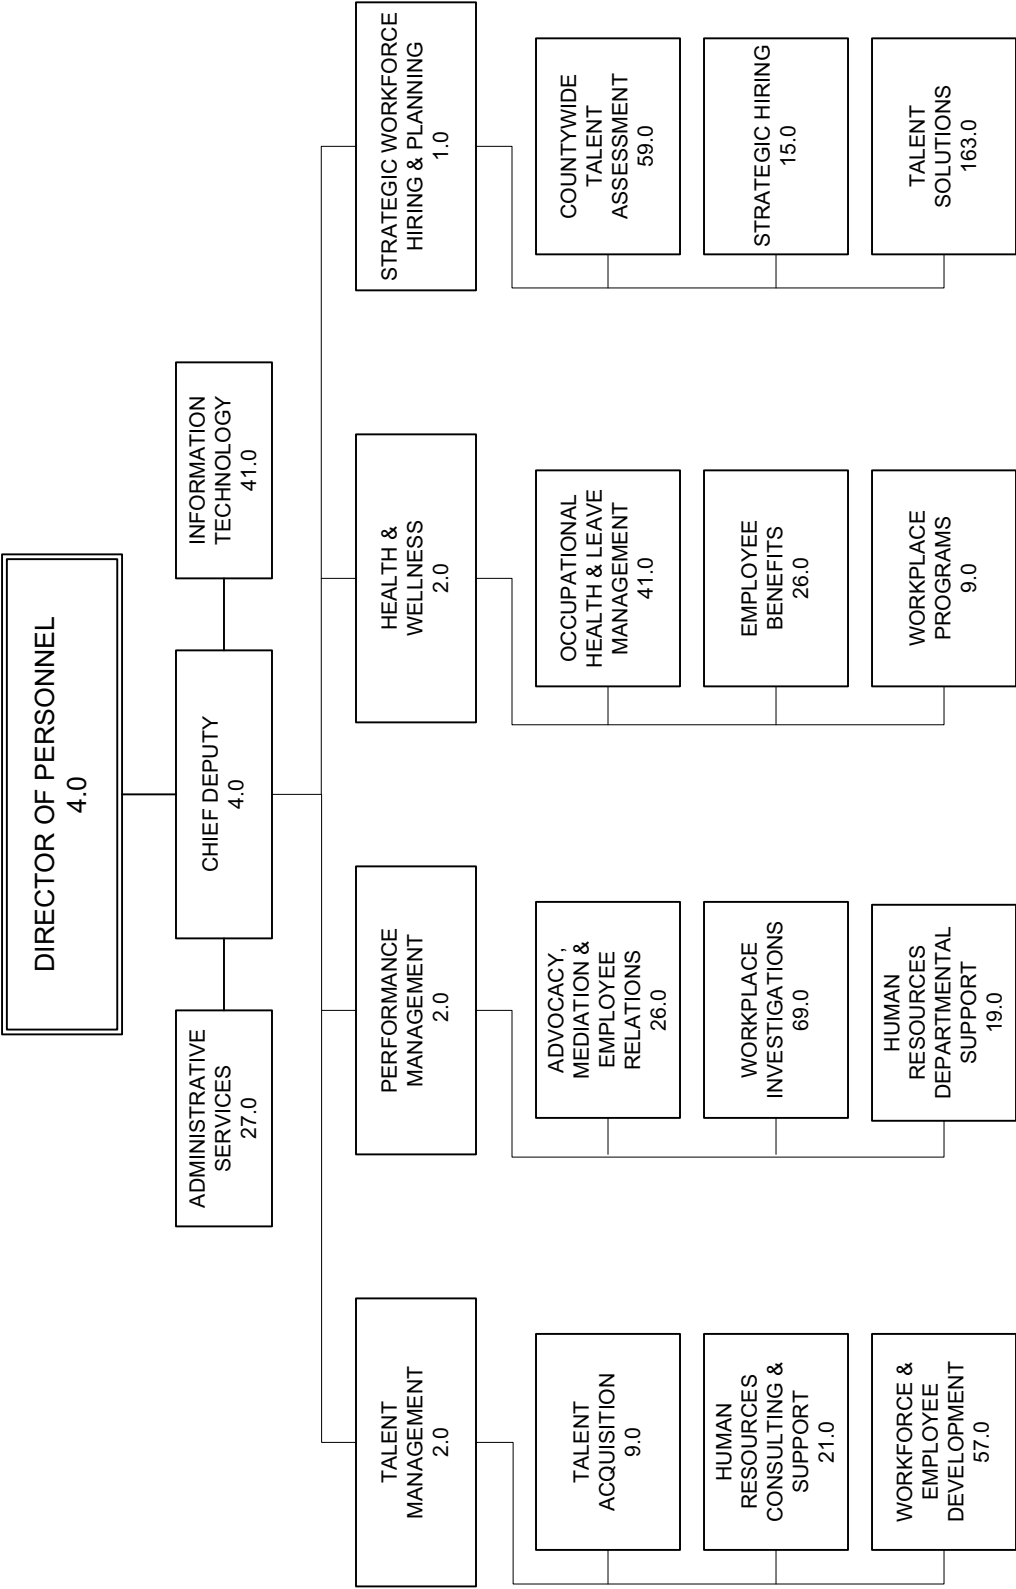 DIRECTOR OF PERSONNEL
4.0
ADMINISTRATIVE
SERVICES
27.0
CHIEF DEPUTY
4.0
INFORMATION
TECHNOLOGY
41.0
TALENT
MANAGEMENT
2.0
PERFORMANCE
MANAGEMENT
2.0
HEALTH &
WELLNESS
2.0
STRATEGIC WORKFORCE
HIRING & PLANNING
1.0
TALENT
ACQUISITION
9.0
ADVOCACY,
MEDIATION &
EMPLOYEE
RELATIONS
26.0
OCCUPATIONAL
HEALTH & LEAVE
MANAGEMENT
41.0
COUNTYWIDE
TALENT
ASSESSMENT
59.0
HUMAN
RESOURCES
CONSULTING &
SUPPORT
21.0
WORKPLACE
INVESTIGATIONS
69.0
EMPLOYEE
BENEFITS
26.0
STRATEGIC HIRING
15.0
WORKFORCE &
EMPLOYEE
DEVELOPMENT
57.0
HUMAN
RESOURCES
DEPARTMENTAL
SUPPORT
19.0
WORKPLACE
PROGRAMS
9.0
TALENT
SOLUTIONS
163.0